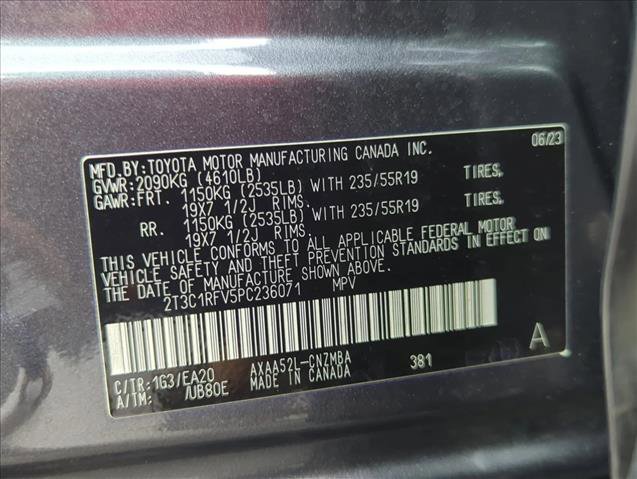 MFD.BY:TOYOTA MOTOR MANUFACTURING CANADA INC. 06/23
GVWR:2090KG (4610LB)
GAWR:FRT. 1150KG (2535LB) WITH 235/55R19 TIRES.
19X7 1/2J RIMS.
RR. 1150KG (2535LB) WITH 235/55R19 TIRES.
19X7 1/2J RIMS.
THIS VEHICLE CONFORMS TO ALL APPLICABLE FEDERAL MOTOR
VEHICLE SAFETY AND THEFT PREVENTION STANDARDS IN EFFECT ON
THE DATE OF MANUFACTURE SHOWN ABOVE.
2T3C1RFV5PC236071 MPV
C/TR:1G3/EA20 AXAA52L-CNZMBA 381 A
A/TM: /UB80E MADE IN CANADA